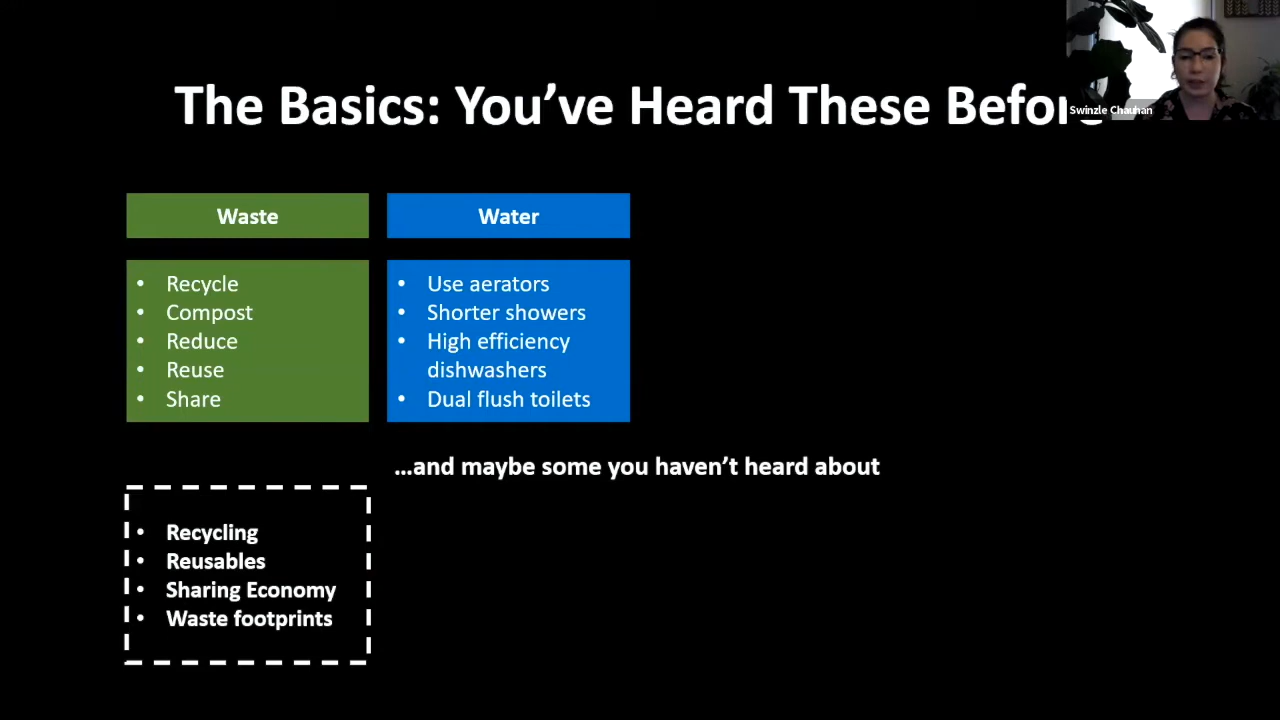 The Basics: You’ve Heard These Before
Swinzle Chauhan
Waste
Water
• Recycle
• Compost
• Reduce
• Reuse
• Share
• Use aerators
• Shorter showers
• High efficiency
dishwashers
• Dual flush toilets
...and maybe some you haven’t heard about
• Recycling
• Reusables
• Sharing Economy
• Waste footprints